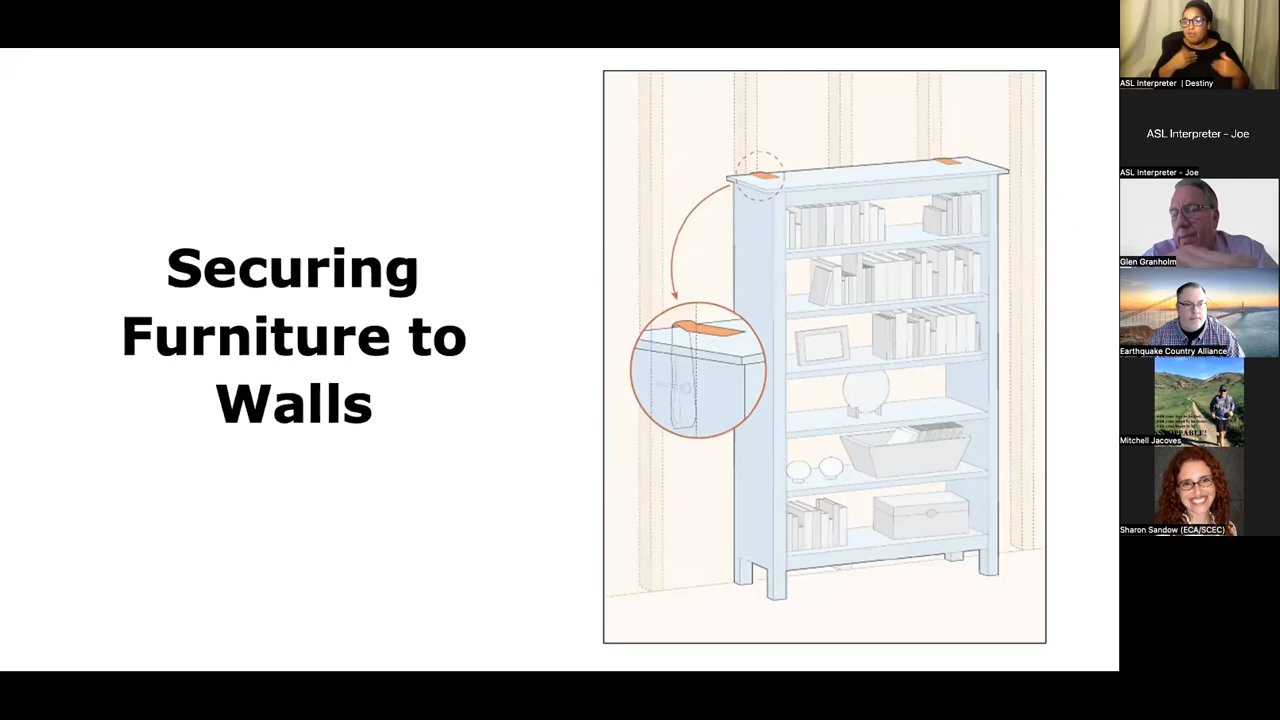 Securing
Furniture to
Walls
ASL Interpreter | Destiny
ASL Interpreter - Joe
ASL Interpreter - Joe
Glen Granholm
Earthquake Country Alliance
Mitchell Jacoves
Sharon Sandow (ECA/SCEC)